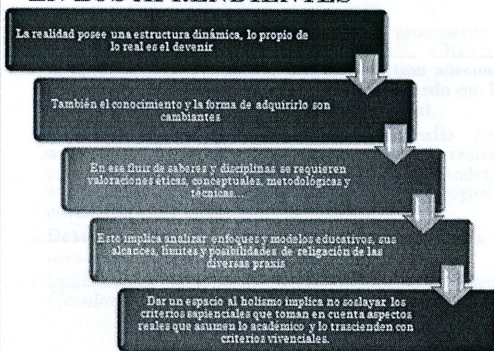 EN LOS APRENDIENTES
La realidad posee una estructura dinámica, lo propio de
lo real es el devenir
También el conocimiento y la forma de adquirirlo son
cambiantes
En ese fluir de saberes y disciplinas se requieren
valoraciones éticas, conceptuales, metodológicas y
técnicas...
Esto implica analizar enfoques y modelos educativos, sus
alcances, límites y posibilidades de religación de las
diversas praxis
Dar un espacio al holismo implica no soslayar los
criterios sapienciales que toman en cuenta aspectos
reales que asumen lo académico y lo trascienden con
criterios vivenciales.